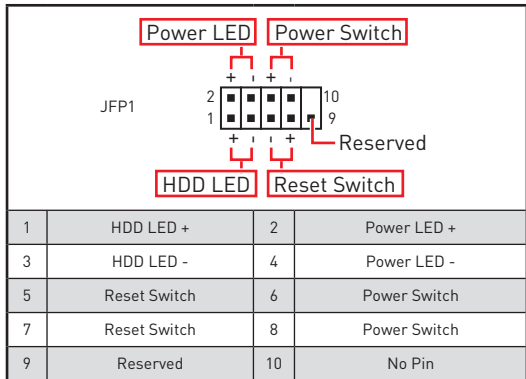 Power LED Power Switch
+ - + -
JFP1
2 10
1 9
+ - - +
Reserved
HDD LED Reset Switch
1 HDD LED + 2 Power LED +
3 HDD LED - 4 Power LED -
5 Reset Switch 6 Power Switch
7 Reset Switch 8 Power Switch
9 Reserved 10 No Pin